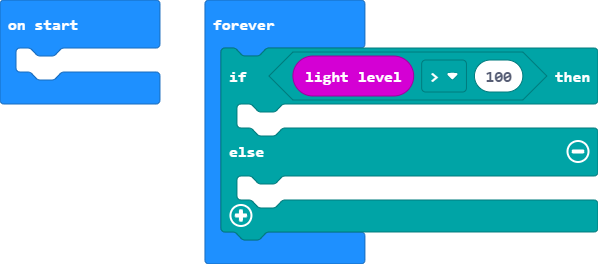 on start
forever
if light level > 100 then
else